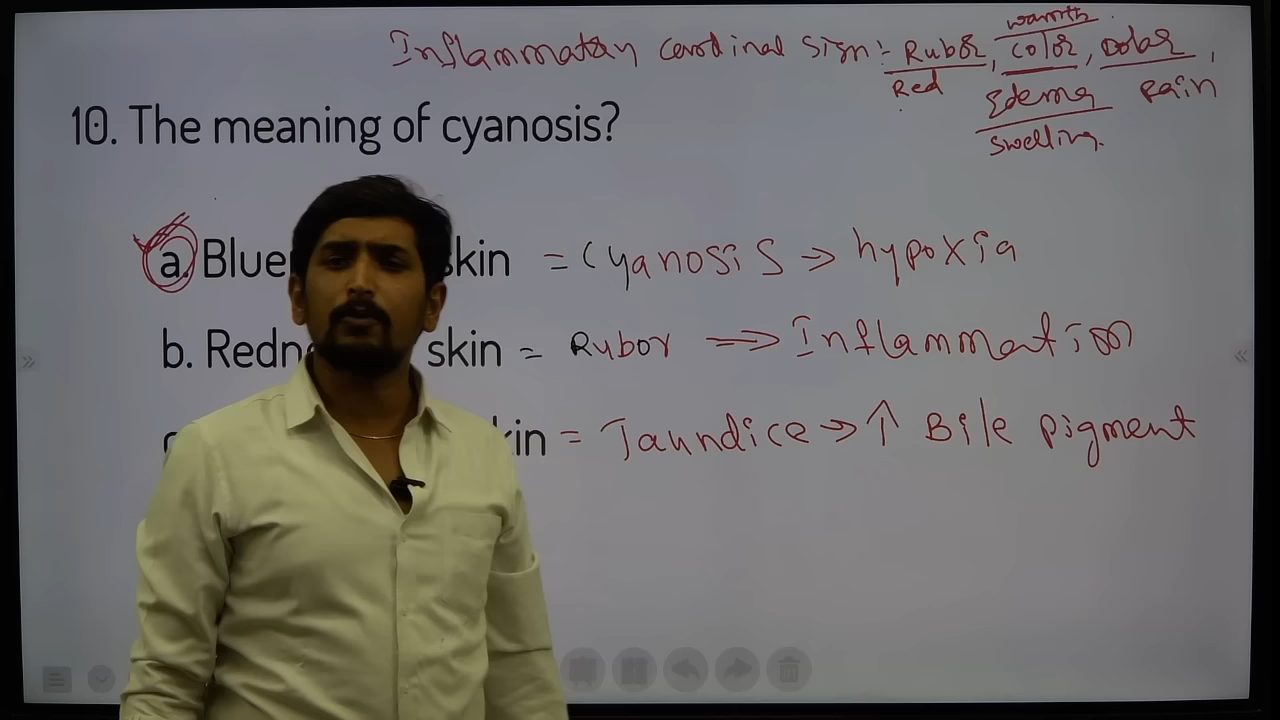 warmth
Inflammatory cardinal sign:- Rubor, Color, Dolar,
Red Edema Pain
swelling.
10. The meaning of cyanosis?
a. Blue skin = Cyanosis → hypoxia
b. Redn skin = Rubor ⇒ Inflammation
kin = Jaundice → ↑ Bile pigment